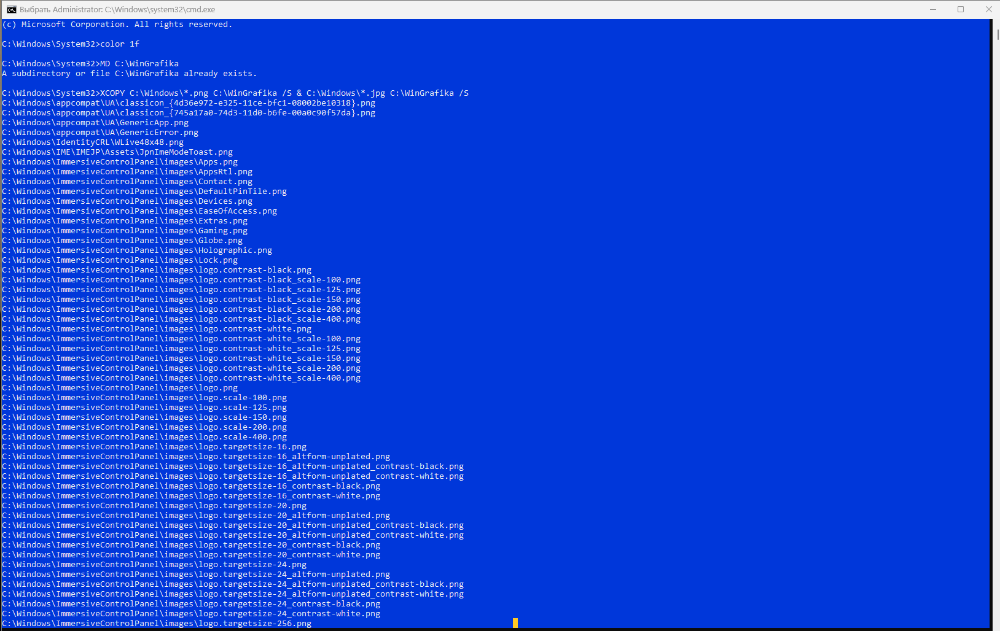 Выбрать Administrator: C:\Windows\system32\cmd.exe
(c) Microsoft Corporation. All rights reserved.
C:\Windows\System32>color 1f
C:\Windows\System32>MD C:\WinGrafika
A subdirectory or file C:\WinGrafika already exists.
C:\Windows\System32>XCOPY C:\Windows\*.png C:\WinGrafika /S & C:\Windows\*.jpg C:\WinGrafika /S
C:\Windows\appcompat\UA\classicon_{4d36e972-e325-11ce-bfc1-08002be10318}.png
C:\Windows\appcompat\UA\classicon_{745a17a0-74d3-11d0-b6fe-00a0c90f57da}.png
C:\Windows\appcompat\UA\GenericApp.png
C:\Windows\appcompat\UA\GenericError.png
C:\Windows\IdentityCRL\WLive48x48.png
C:\Windows\IME\IMEJP\Assets\JpnImeModeToast.png
C:\Windows\ImmersiveControlPanel\images\Apps.png
C:\Windows\ImmersiveControlPanel\images\AppsRtl.png
C:\Windows\ImmersiveControlPanel\images\Contact.png
C:\Windows\ImmersiveControlPanel\images\DefaultPinTile.png
C:\Windows\ImmersiveControlPanel\images\Devices.png
C:\Windows\ImmersiveControlPanel\images\EaseOfAccess.png
C:\Windows\ImmersiveControlPanel\images\Extras.png
C:\Windows\ImmersiveControlPanel\images\Gaming.png
C:\Windows\ImmersiveControlPanel\images\Globe.png
C:\Windows\ImmersiveControlPanel\images\Holographic.png
C:\Windows\ImmersiveControlPanel\images\Lock.png
C:\Windows\ImmersiveControlPanel\images\logo.contrast-black.png
C:\Windows\ImmersiveControlPanel\images\logo.contrast-black_scale-100.png
C:\Windows\ImmersiveControlPanel\images\logo.contrast-black_scale-125.png
C:\Windows\ImmersiveControlPanel\images\logo.contrast-black_scale-150.png
C:\Windows\ImmersiveControlPanel\images\logo.contrast-black_scale-200.png
C:\Windows\ImmersiveControlPanel\images\logo.contrast-black_scale-400.png
C:\Windows\ImmersiveControlPanel\images\logo.contrast-white.png
C:\Windows\ImmersiveControlPanel\images\logo.contrast-white_scale-100.png
C:\Windows\ImmersiveControlPanel\images\logo.contrast-white_scale-125.png
C:\Windows\ImmersiveControlPanel\images\logo.contrast-white_scale-150.png
C:\Windows\ImmersiveControlPanel\images\logo.contrast-white_scale-200.png
C:\Windows\ImmersiveControlPanel\images\logo.contrast-white_scale-400.png
C:\Windows\ImmersiveControlPanel\images\logo.png
C:\Windows\ImmersiveControlPanel\images\logo.scale-100.png
C:\Windows\ImmersiveControlPanel\images\logo.scale-125.png
C:\Windows\ImmersiveControlPanel\images\logo.scale-150.png
C:\Windows\ImmersiveControlPanel\images\logo.scale-200.png
C:\Windows\ImmersiveControlPanel\images\logo.scale-400.png
C:\Windows\ImmersiveControlPanel\images\logo.targetsize-16.png
C:\Windows\ImmersiveControlPanel\images\logo.targetsize-16_altform-unplated.png
C:\Windows\ImmersiveControlPanel\images\logo.targetsize-16_altform-unplated_contrast-black.png
C:\Windows\ImmersiveControlPanel\images\logo.targetsize-16_altform-unplated_contrast-white.png
C:\Windows\ImmersiveControlPanel\images\logo.targetsize-16_contrast-black.png
C:\Windows\ImmersiveControlPanel\images\logo.targetsize-16_contrast-white.png
C:\Windows\ImmersiveControlPanel\images\logo.targetsize-20.png
C:\Windows\ImmersiveControlPanel\images\logo.targetsize-20_altform-unplated.png
C:\Windows\ImmersiveControlPanel\images\logo.targetsize-20_altform-unplated_contrast-black.png
C:\Windows\ImmersiveControlPanel\images\logo.targetsize-20_altform-unplated_contrast-white.png
C:\Windows\ImmersiveControlPanel\images\logo.targetsize-20_contrast-black.png
C:\Windows\ImmersiveControlPanel\images\logo.targetsize-20_contrast-white.png
C:\Windows\ImmersiveControlPanel\images\logo.targetsize-24.png
C:\Windows\ImmersiveControlPanel\images\logo.targetsize-24_altform-unplated.png
C:\Windows\ImmersiveControlPanel\images\logo.targetsize-24_altform-unplated_contrast-black.png
C:\Windows\ImmersiveControlPanel\images\logo.targetsize-24_altform-unplated_contrast-white.png
C:\Windows\ImmersiveControlPanel\images\logo.targetsize-24_contrast-black.png
C:\Windows\ImmersiveControlPanel\images\logo.targetsize-24_contrast-white.png
C:\Windows\ImmersiveControlPanel\images\logo.targetsize-256.png